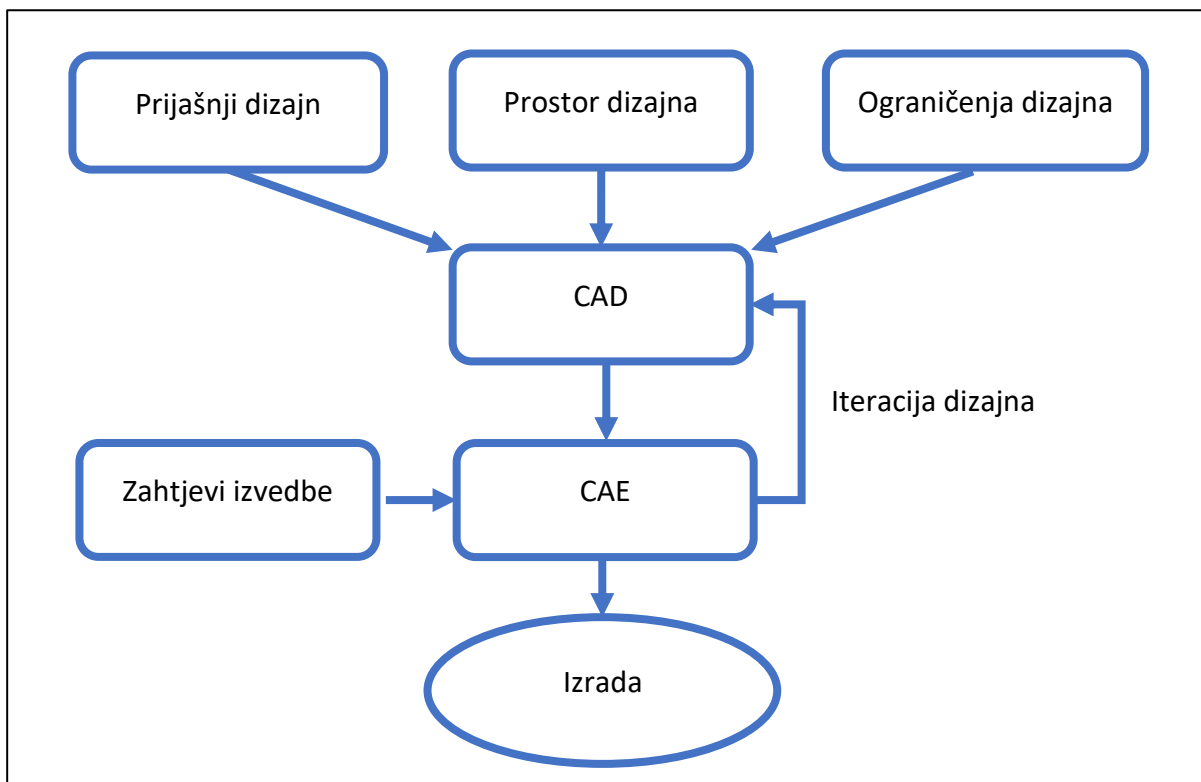 Prijašnji dizajn
Prostor dizajna
Ograničenja dizajna
CAD
Iteracija dizajna
Zahtjevi izvedbe
CAE
Izrada